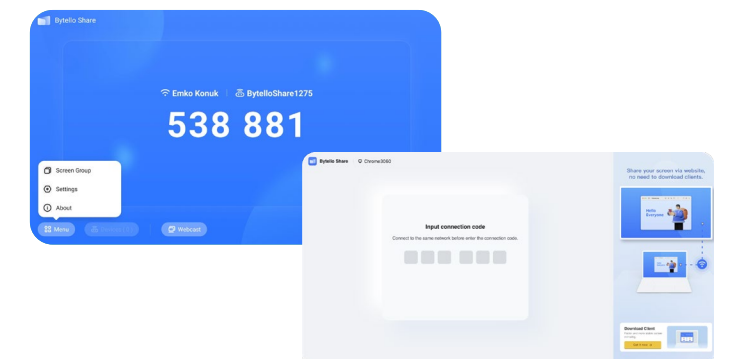 Bytello Share
Emko Konuk | BytelloShare1275
538 881
Screen Group
Settings
About
Menu
Webcast
Bytello Share Chrome3060
Input connection code
Connect to the same network before enter the connection code.
Share your screen via website,
no need to download clients.
Hello
Everyone
Download Client